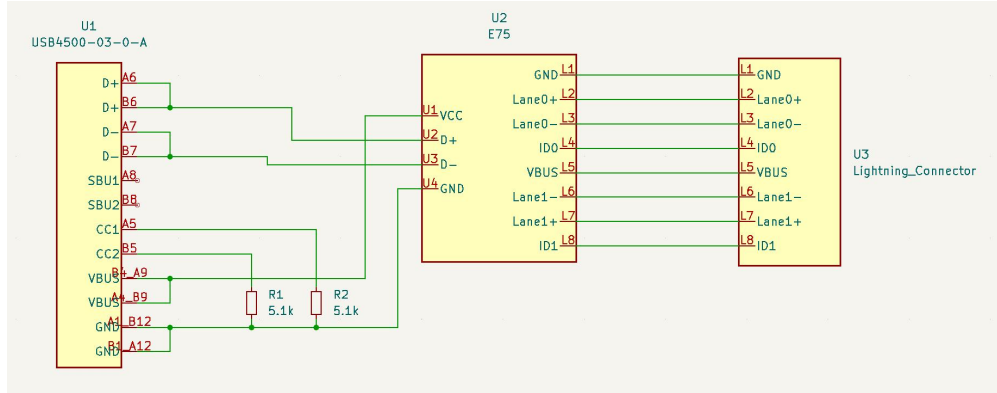 U1
USB4500-03-0-A
D+ A6
D+ B6
D- A7
D- B7
SBU1 A8
SBU2 B8
CC1 A5
CC2 B5
VBUS B4_A9
VBUS A4_B9
GND A1_B12
GND B1_A12
R1
5.1k
R2
5.1k
U2
E75
U1 VCC
U2 D+
U3 D-
U4 GND
GND L1
Lane0+ L2
Lane0- L3
ID0 L4
VBUS L5
Lane1- L6
Lane1+ L7
ID1 L8
L1 GND
L2 Lane0+
L3 Lane0-
L4 ID0
L5 VBUS
L6 Lane1-
L7 Lane1+
L8 ID1
U3
Lightning_Connector